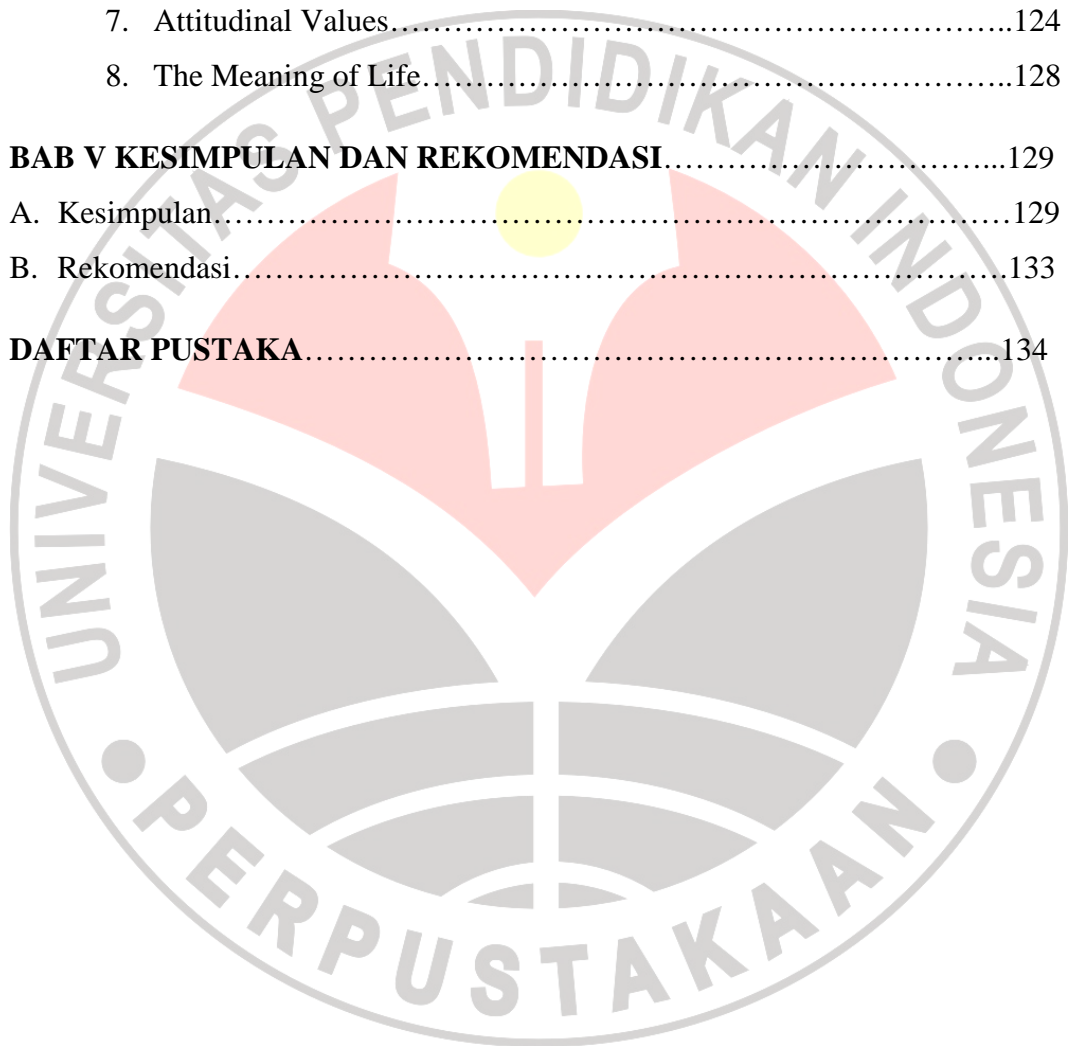 7. Attitudinal Values…………………………………………………..124
8. The Meaning of Life………………………………………………..128
BAB V KESIMPULAN DAN REKOMENDASI…………………………...129
A. Kesimpulan………………………………………………………………………129
B. Rekomendasi…………………………………………………………………….133
DAFTAR PUSTAKA…………………………………………………………..134
UNIVERSITAS PENDIDIKAN INDONESIA
PERPUSTAKAAN